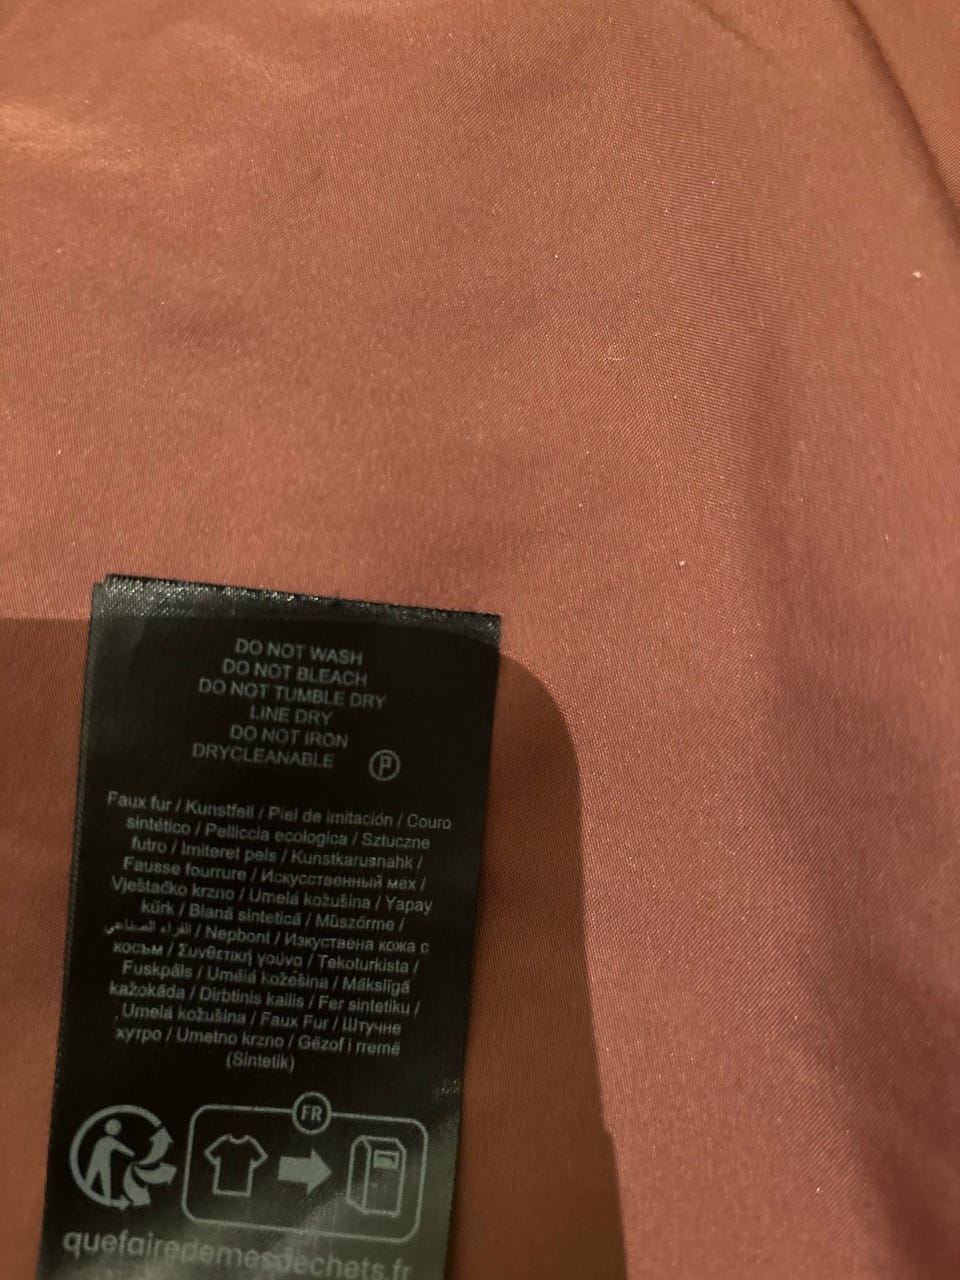 DO NOT WASH
DO NOT BLEACH
DO NOT TUMBLE DRY
LINE DRY
DO NOT IRON
DRYCLEANABLE
P
Faux fur / Kunstfell / Piel de imitación / Couro
sintético / Pelliccia ecologica / Sztuczne
futro / Imiteret pels / Kunstkarusnahk /
Fausse fourrure / Искусственный мех /
Vještačko krzno / Umelá kožušina / Yapay
kürk / Blană sintetică / Műszőrme /
الفراء الصناعي / Nepbont / Изкуствена кожа с
косъм / Συνθετική γούνα / Tekoturkista /
Fuskpäls / Umělá kožešina / Mākslīgā
kažokāda / Dirbtinis kailis / Fer sintetiku /
Umelá kožušina / Faux Fur / Штучне
хутро / Umetno krzno / Gëzof i rremë
(Sintetik)
FR
quefairedemesdechets.fr